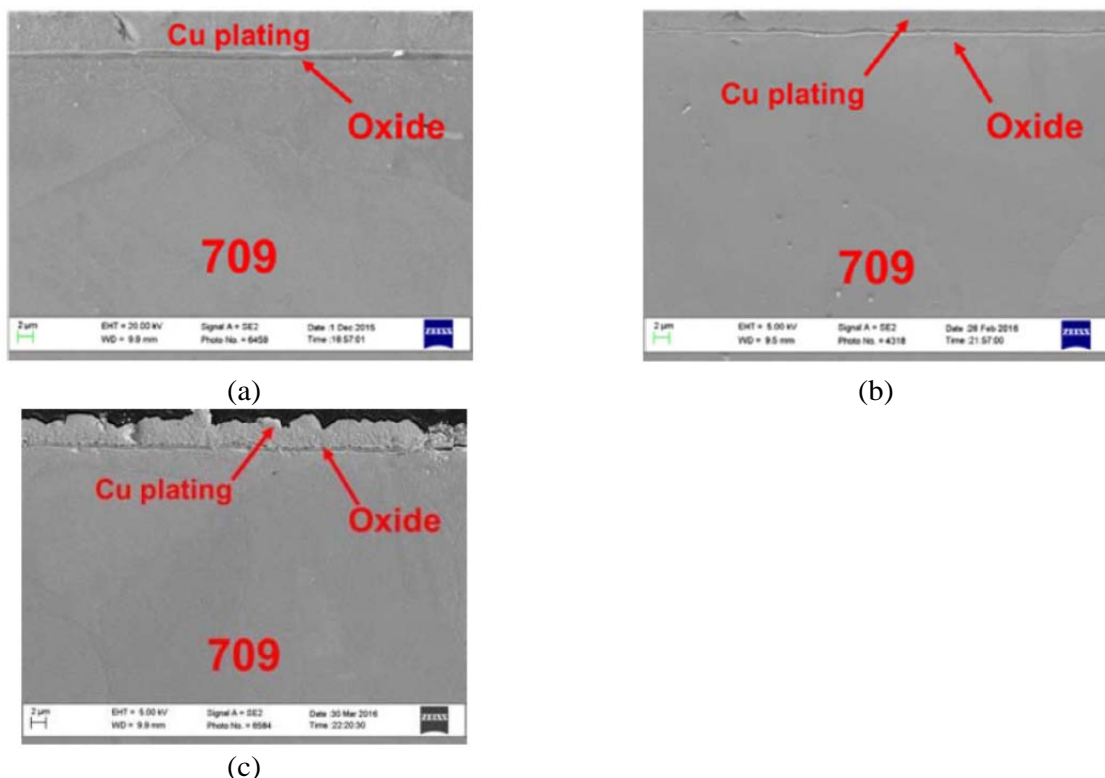 Cu plating
Oxide
709
2 µm
EHT = 20.00 kV
Signal A = SE2
Date :1 Dec 2015
WD = 9.9 mm
Photo No. = 6459
Time :18:57:01
ZEISS
(a)
Cu plating
Oxide
709
2 µm
EHT = 5.00 kV
Signal A = SE2
Date :26 Feb 2016
WD = 9.5 mm
Photo No. = 4318
Time :21:57:00
ZEISS
(b)
Cu plating
Oxide
709
2 µm
EHT = 5.00 kV
Signal A = SE2
Date :30 Mar 2016
WD = 9.9 mm
Photo No. = 6584
Time :22:20:30
ZEISS
(c)